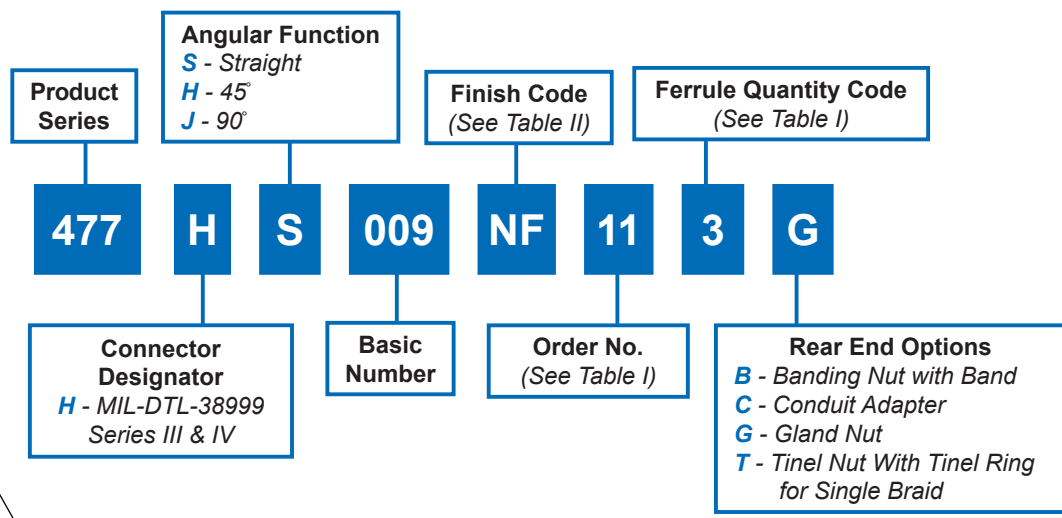 Angular Function
S - Straight
H - 45°
J - 90°
Product
Series
Finish Code
(See Table II)
Ferrule Quantity Code
(See Table I)
477 H S 009 NF 11 3 G
Connector
Designator
H - MIL-DTL-38999
Series III & IV
Basic
Number
Order No.
(See Table I)
Rear End Options
B - Banding Nut with Band
C - Conduit Adapter
G - Gland Nut
T - Tinel Nut With Tinel Ring
for Single Braid